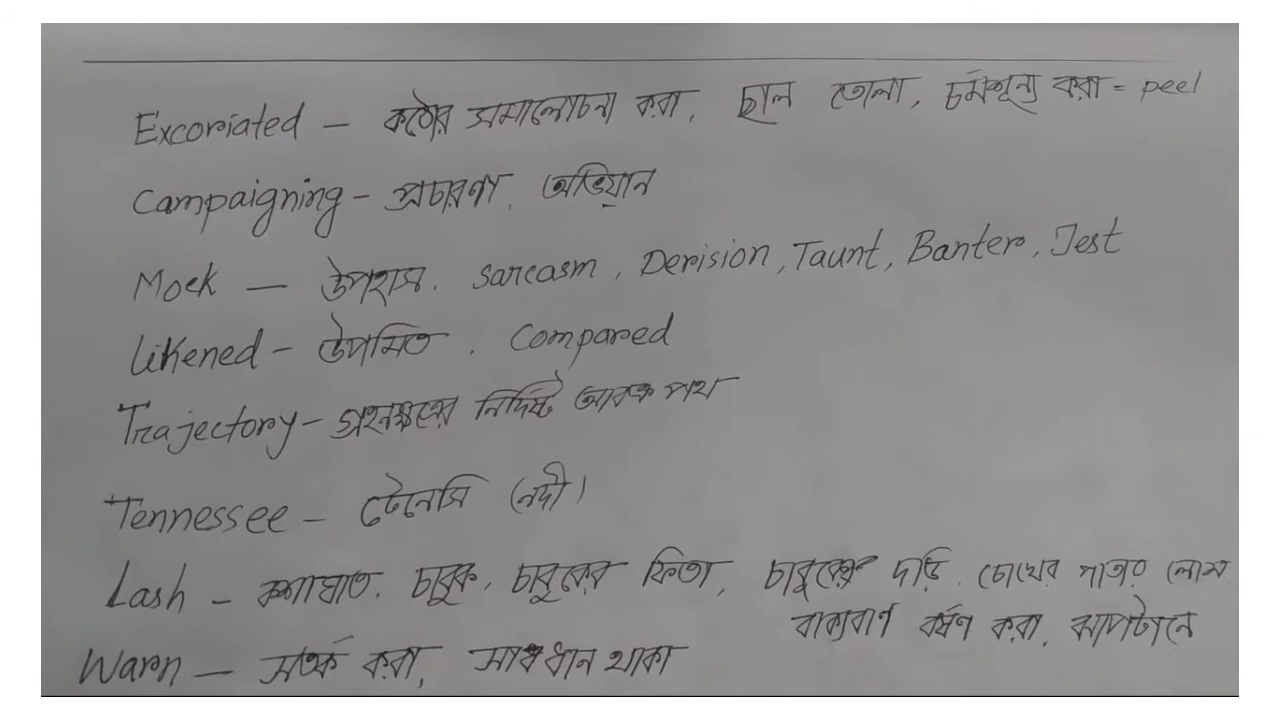 Excoriated – কঠোর সমালোচনা করা, ছাল তোলা, চর্মশূন্য করা = peel
Campaigning – প্রচারণা, অভিযান
Mock — উপহাস, Sarcasm, Derision, Taunt, Banter, Jest
Likened – উপমিত, Compared
Trajectory – গ্রহনক্ষত্রের নির্দিষ্ট পথ
Tennessee – টেনেসি (নদী)
Lash – কশাঘাত, চাবুক, চাবুকের ফিতা, চাবুকের দড়ি, চোখের পাতার লোম
বাক্যবাণ বর্ষণ করা, ঝাপটানে
Warn – সতর্ক করা, সাবধান থাকা